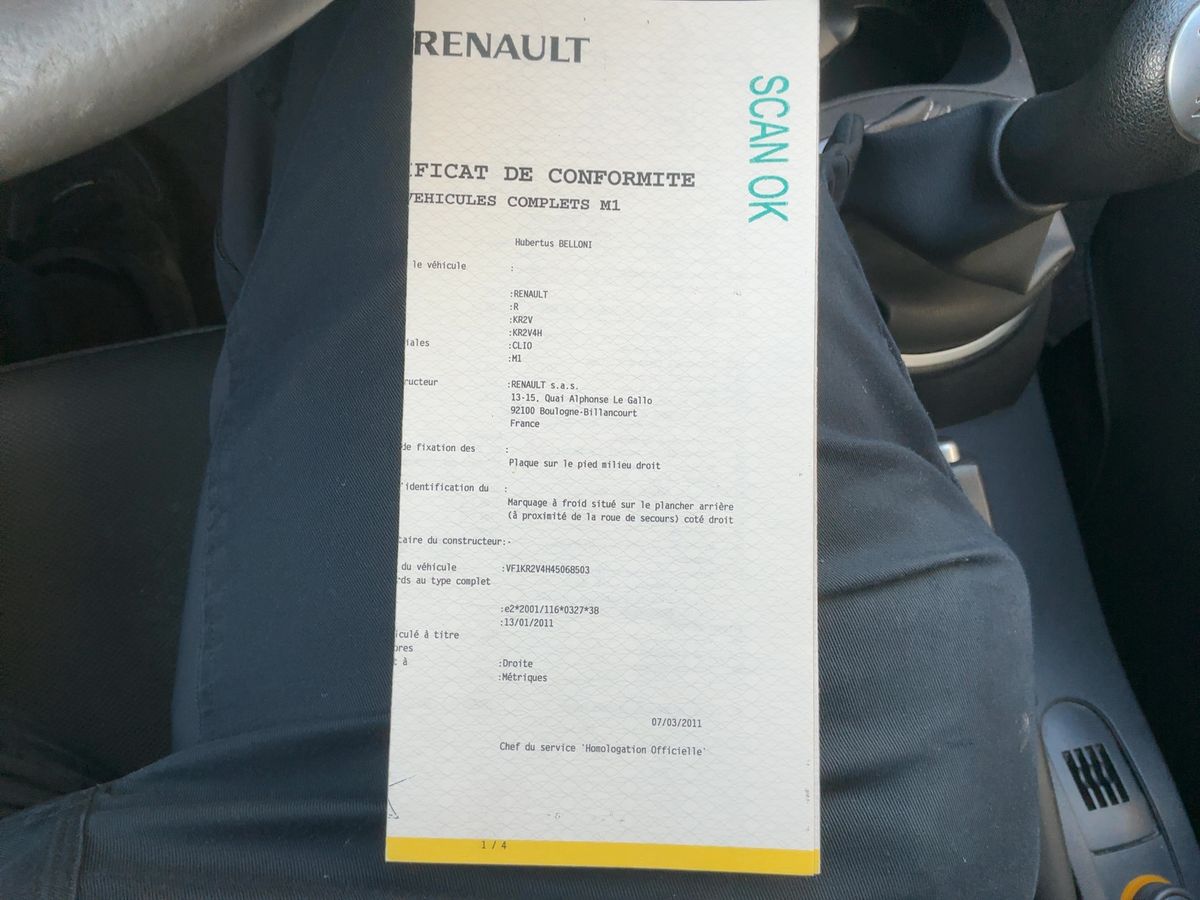 RENAULT
SCAN OK
IFICAT DE CONFORMITE
VEHICULES COMPLETS M1
Hubertus BELLONI
le véhicule :
:RENAULT
:R
:KR2V
:KR2V4H
iales :CLIO
:M1
ructeur :RENAULT s.a.s.
13-15, Quai Alphonse Le Gallo
92100 Boulogne-Billancourt
France
de fixation des :
Plaque sur le pied milieu droit
'identification du :
Marquage à froid situé sur le plancher arrière
(à proximité de la roue de secours) coté droit
taire du constructeur:-
du véhicule :VF1KR2V4H45068503
rds au type complet
:e2*2001/116*0327*38
:13/01/2011
iculé à titre
bres
t à :Droite
:Métriques
07/03/2011
Chef du service 'Homologation Officielle'
1 / 4